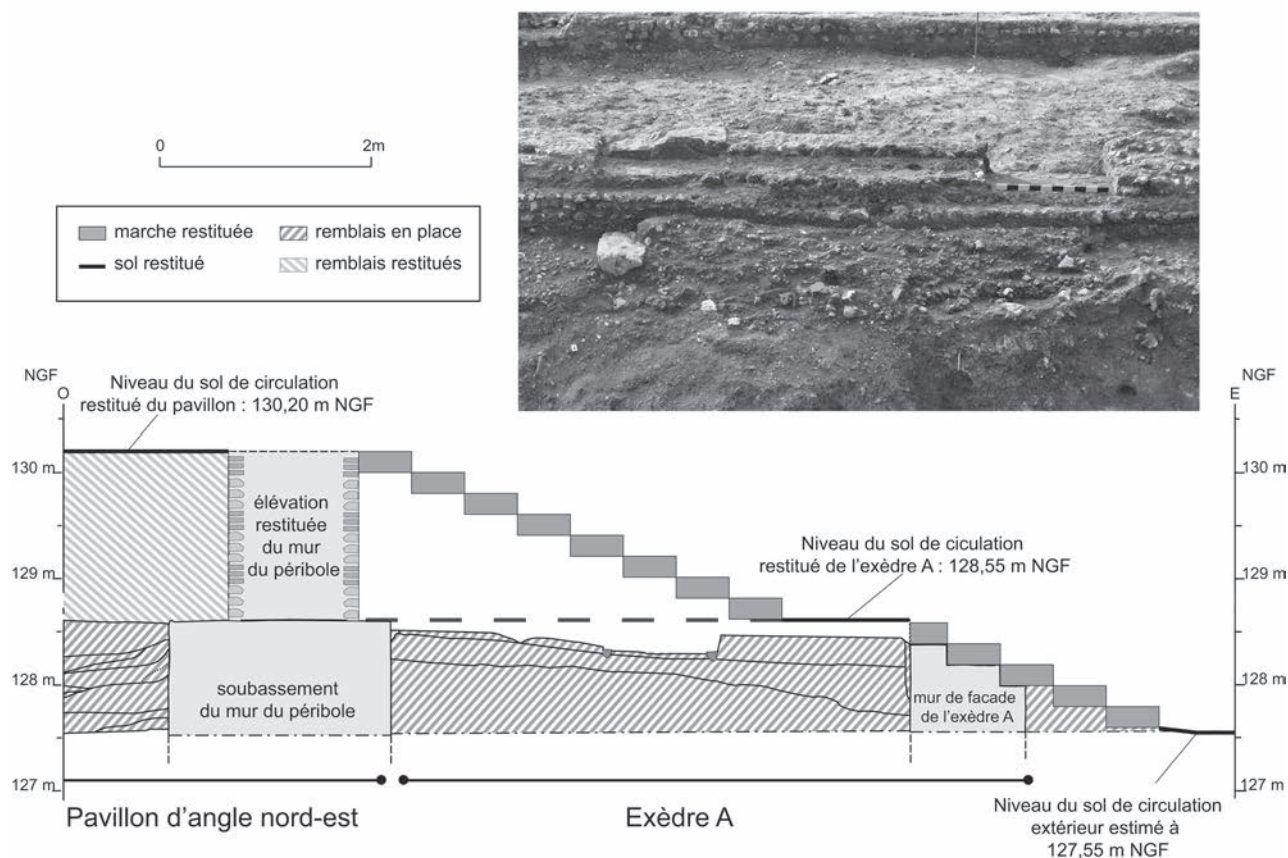 0 2m
marche restituée remblais en place
sol restitué remblais restitués
NGF NGF
O E
Niveau du sol de circulation
restitué du pavillon : 130,20 m NGF
130 m 130 m
élévation
restituée
du mur
du péribole
Niveau du sol de ciculation
restitué de l'exèdre A : 128,55 m NGF
129 m 129 m
128 m 128 m
soubassement
du mur du péribole
mur de facade
de l'exèdre A
127 m 127 m
Pavillon d'angle nord-est Exèdre A
Niveau du sol de circulation
extérieur estimé à
127,55 m NGF